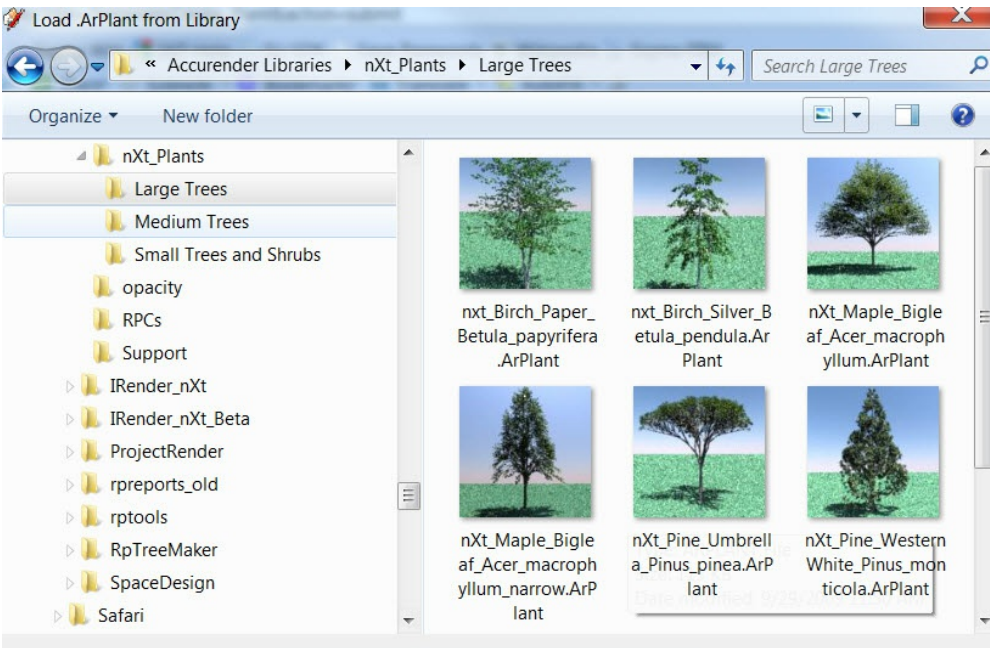 Load .ArPlant from Library
« Accurender Libraries nXt_Plants Large Trees
Search Large Trees
Organize
New folder
nXt_Plants
Large Trees
Medium Trees
Small Trees and Shrubs
opacity
RPCs
Support
IRender_nXt
IRender_nXt_Beta
ProjectRender
rpreports_old
rptools
RpTreeMaker
SpaceDesign
Safari
nxt_Birch_Paper_
Betula_papyrifera
.ArPlant
nxt_Birch_Silver_B
etula_pendula.Ar
Plant
nXt_Maple_Bigle
af_Acer_macroph
yllum.ArPlant
nXt_Maple_Bigle
af_Acer_macroph
yllum_narrow.ArP
lant
nXt_Pine_Umbrell
a_Pinus_pinea.ArP
lant
nXt_Pine_Western
White_Pinus_mon
ticola.ArPlant